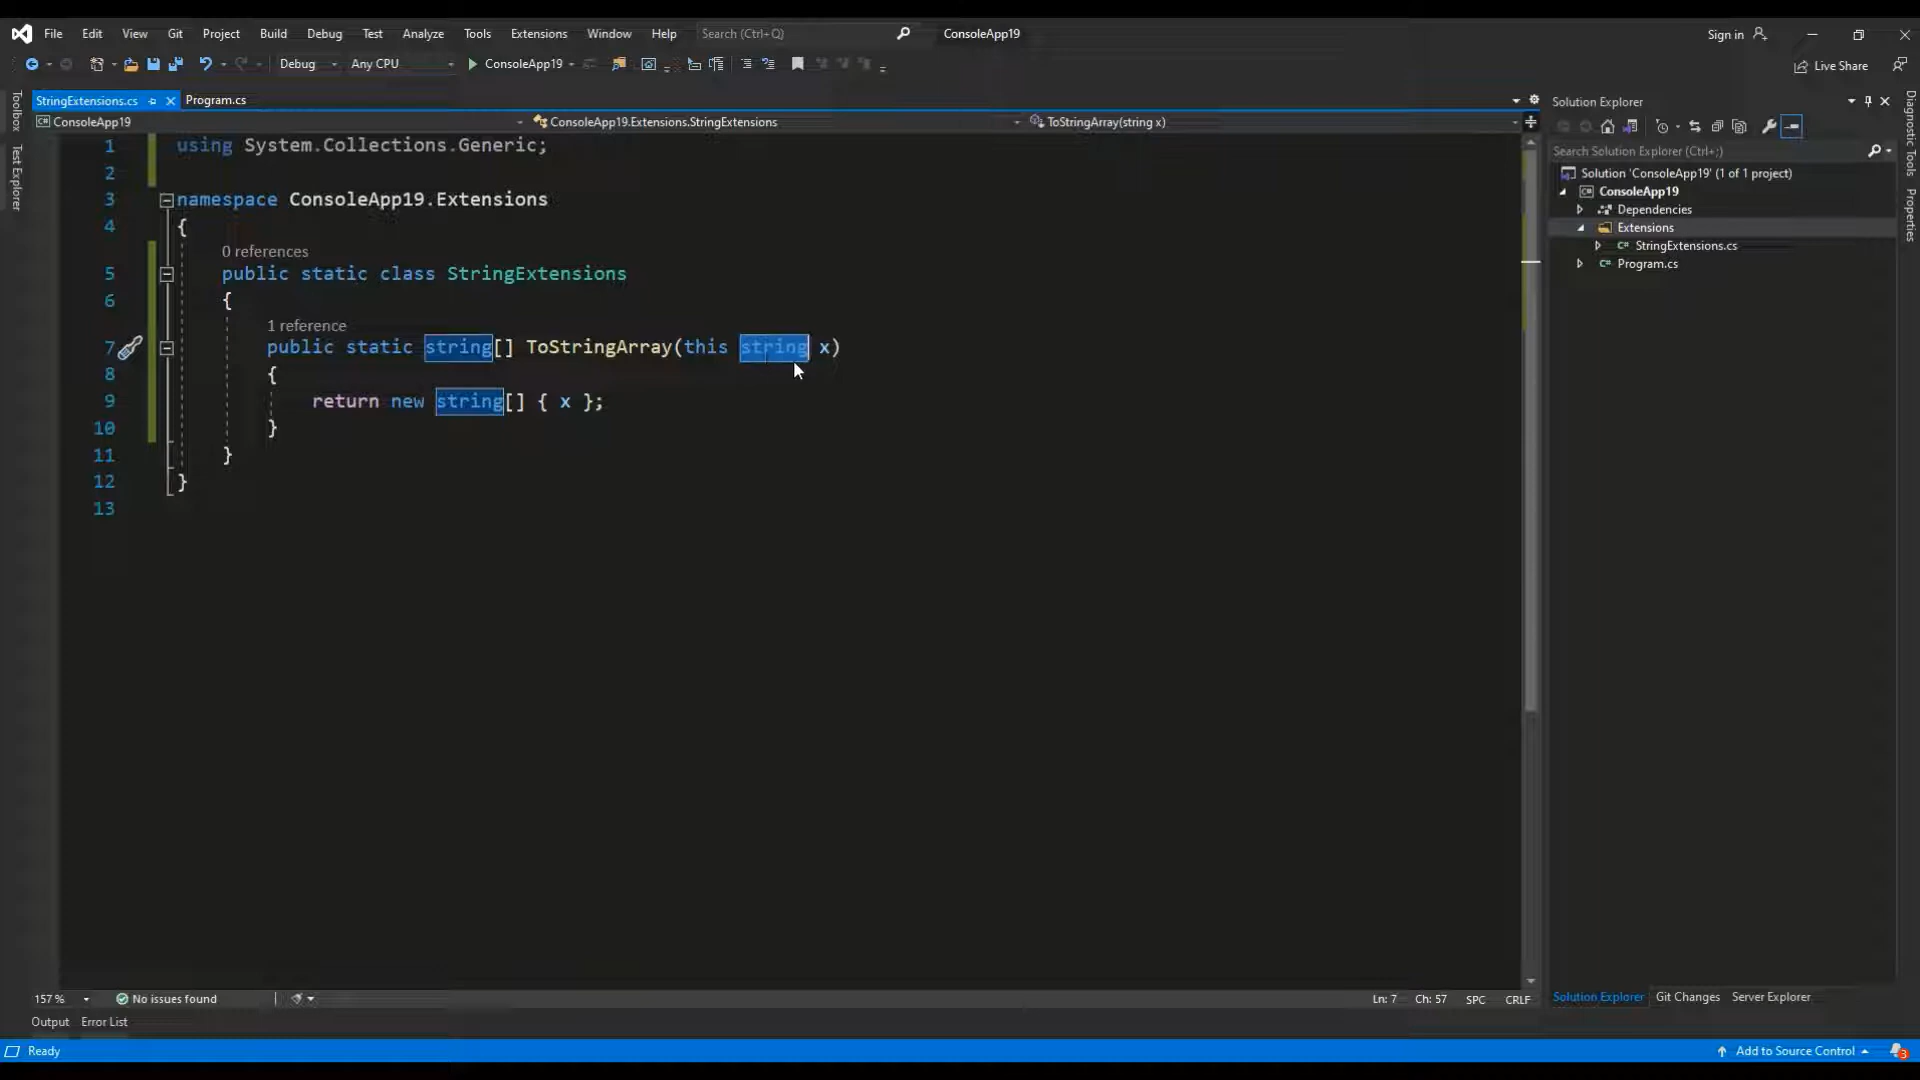 File Edit View Git Project Build Debug Test Analyze Tools Extensions Window Help Search (Ctrl+Q) ConsoleApp19 Sign in
Debug Any CPU ConsoleApp19 Live Share
StringExtensions.cs Program.cs
ConsoleApp19 ConsoleApp19.Extensions.StringExtensions ToStringArray(string x)
Toolbox
Test Explorer
1 using System.Collections.Generic;
2
3 namespace ConsoleApp19.Extensions
4 {
0 references
5 public static class StringExtensions
6 {
1 reference
7 public static string[] ToStringArray(this string x)
8 {
9 return new string[] { x };
10 }
11 }
12 }
13
Solution Explorer
Search Solution Explorer (Ctrl+;)
Solution 'ConsoleApp19' (1 of 1 project)
ConsoleApp19
Dependencies
Extensions
StringExtensions.cs
Program.cs
Diagnostic Tools
Properties
157 % No issues found Ln: 7 Ch: 57 SPC CRLF
Solution Explorer Git Changes Server Explorer
Output Error List
Ready Add to Source Control 3